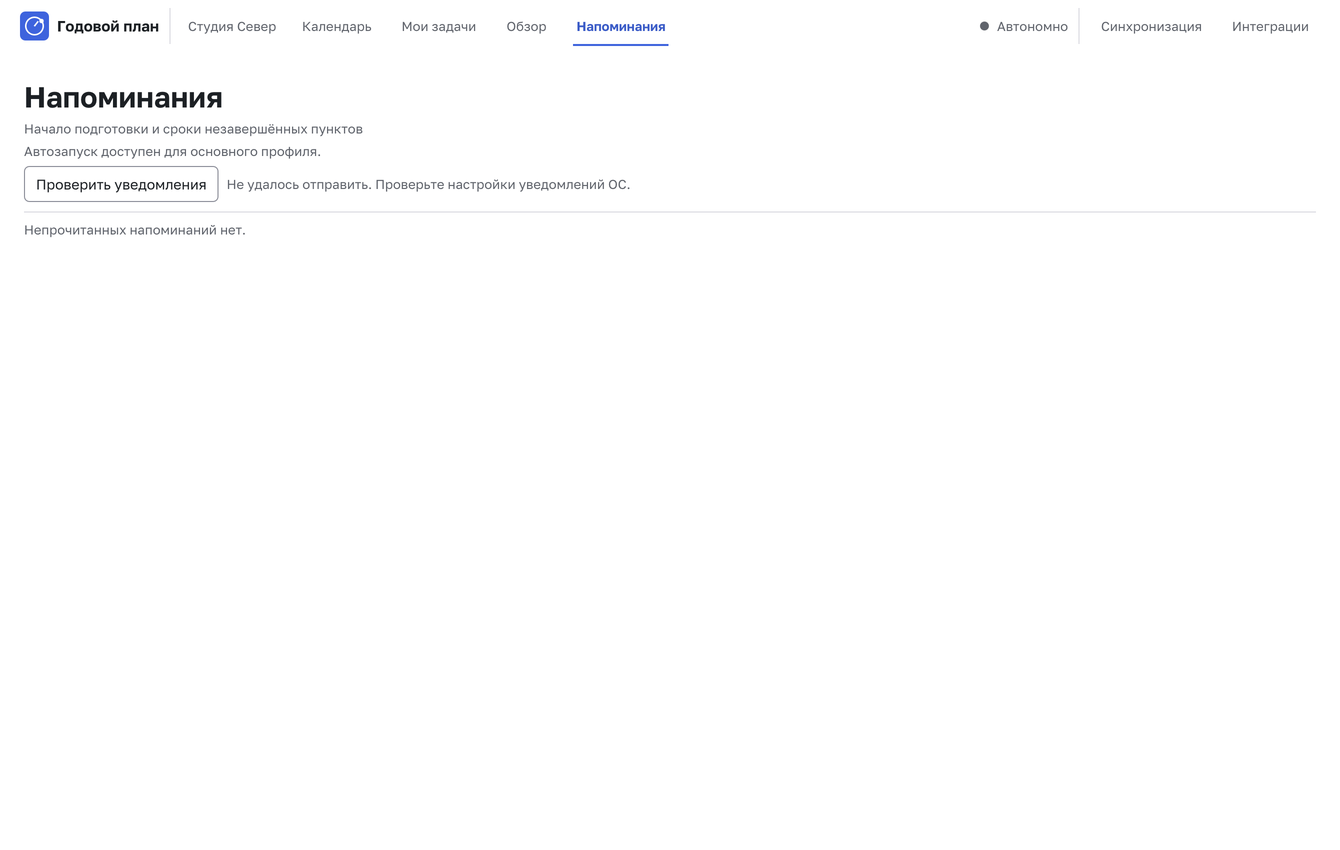 Годовой план
Студия Север
Календарь
Мои задачи
Обзор
Напоминания
Автономно
Синхронизация
Интеграции
Напоминания
Начало подготовки и сроки незавершённых пунктов
Автозапуск доступен для основного профиля.
Проверить уведомления
Не удалось отправить. Проверьте настройки уведомлений ОС.
Непрочитанных напоминаний нет.